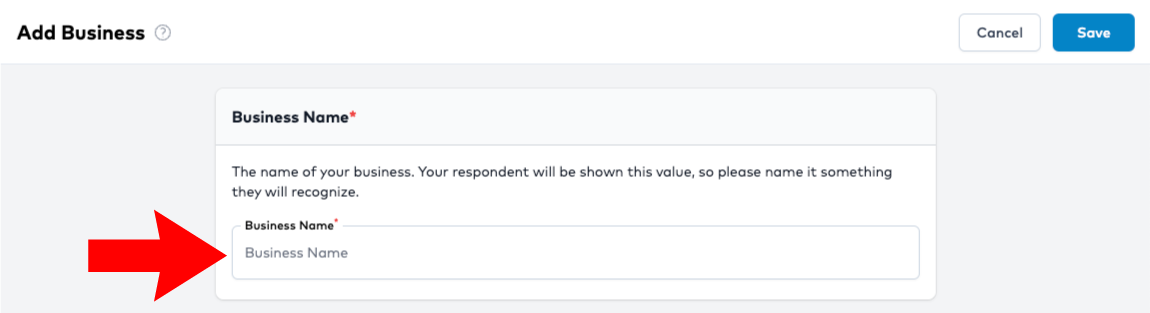 Add Business ?
Cancel
Save
Business Name*
The name of your business. Your respondent will be shown this value, so please name it something
they will recognize.
Business Name*
Business Name